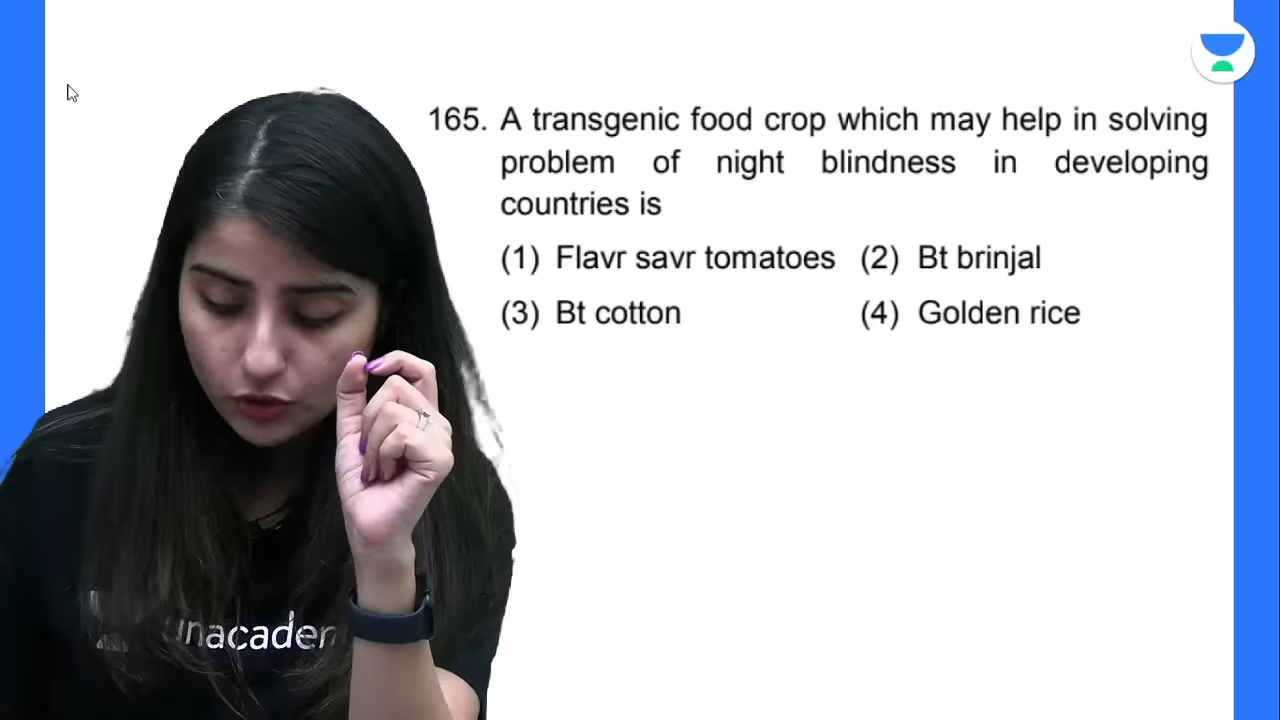 165. A transgenic food crop which may help in solving
problem of night blindness in developing
countries is
(1) Flavr savr tomatoes (2) Bt brinjal
(3) Bt cotton (4) Golden rice